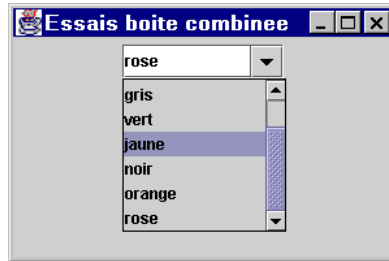 Essais boite combinee
rose
gris
vert
jaune
noir
orange
rose